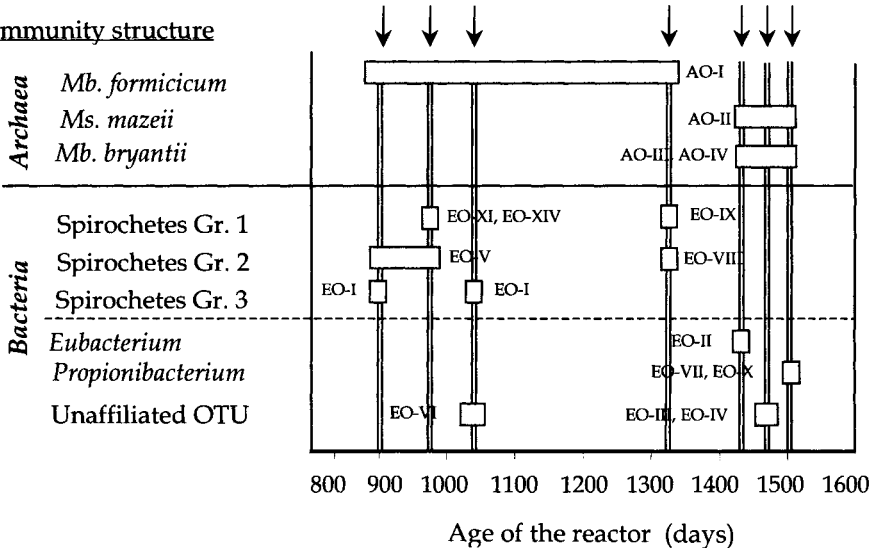 mmunity structure
Archaea
Mb. formicicum AO-I
Ms. mazeii AO-II
Mb. bryantii AO-III, AO-IV
Bacteria
Spirochetes Gr. 1 EO-XI, EO-XIV EO-IX
Spirochetes Gr. 2 EO-V EO-VIII
Spirochetes Gr. 3 EO-I EO-I
Eubacterium EO-II
Propionibacterium EO-VII, EO-X
Unaffiliated OTU EO-VI EO-III, EO-IV
800 900 1000 1100 1200 1300 1400 1500 1600
Age of the reactor (days)